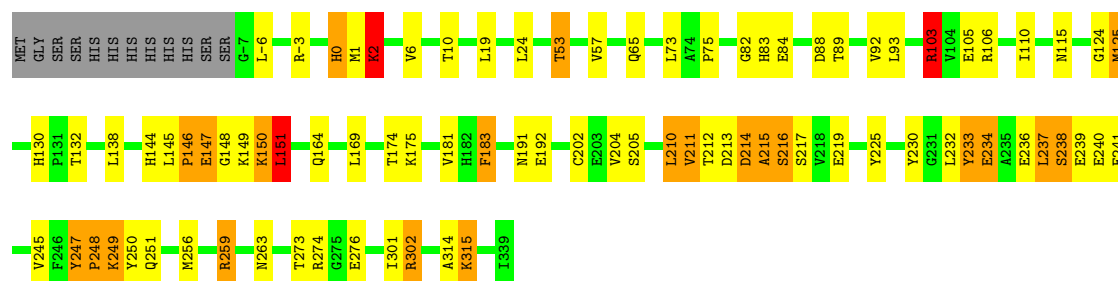 MET GLY SER SER HIS HIS HIS HIS HIS HIS SER SER G-7 L-6 R-3 H0 M1 K2 V6 T10 L19 L24 T53 V57 Q65 L73 A74 P75 G82 H83 E84 D88 T89 V92 L93 R103 V104 E105 R106 I110 N115 G124 M125
H130 P131 T132 L138 H144 L145 P146 E147 G148 K149 K150 L151 Q164 L169 T174 K175 V181 H182 F183 N191 E192 C202 E203 V204 S205 L210 V211 T212 D213 D214 A215 S216 S217 V218 E219 Y225 Y230 G231 L232 Y233 E234 A235 E236 L237 S238 E239 E240
V245 F246 Y247 P248 K249 Y250 Q251 M256 R259 N263 T273 R274 G275 E276 I301 R302 A314 K315 I339